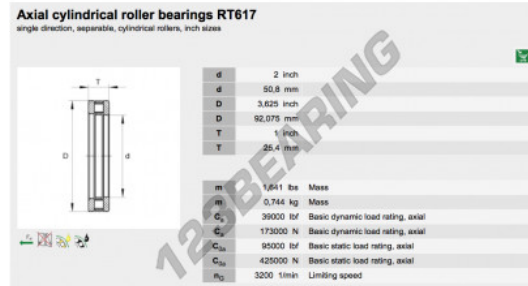 Axial cylindrical roller bearings RT617
single direction, separable, cylindrical rollers, inch sizes
T
D
d
d 2 inch
d 50,8 mm
D 3,625 inch
D 92,075 mm
T 1 inch
T 25,4 mm
m 1,641 lbs Mass
m 0,744 kg Mass
Ca 39000 lbf Basic dynamic load rating, axial
Ca 173000 N Basic dynamic load rating, axial
C0a 95000 lbf Basic static load rating, axial
C0a 425000 N Basic static load rating, axial
nG 3200 1/min Limiting speed
123BEARING